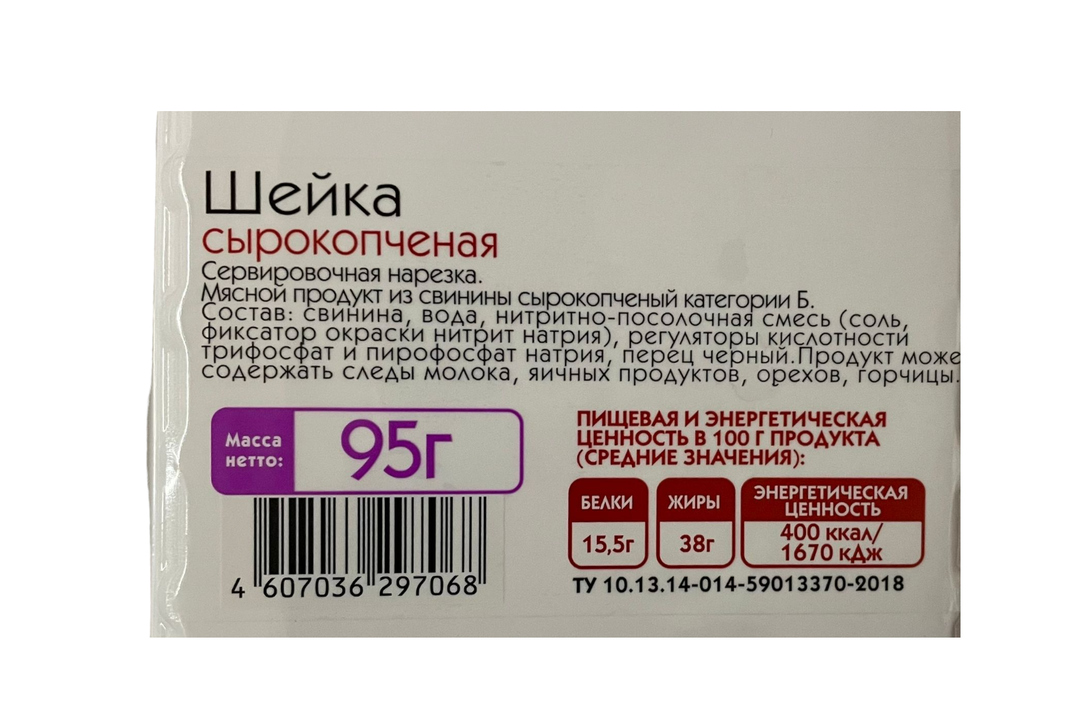 Шейка
сырокопченая
Сервировочная нарезка.
Мясной продукт из свинины сырокопченый категории Б.
Состав: свинина, вода, нитритно-посолочная смесь (соль,
фиксатор окраски нитрит натрия), регуляторы кислотности
трифосфат и пирофосфат натрия, перец черный.Продукт може
содержать следы молока, яичных продуктов, орехов, горчицы.
Масса
нетто:
95г
4 607036 297068
ПИЩЕВАЯ И ЭНЕРГЕТИЧЕСКАЯ
ЦЕННОСТЬ В 100 Г ПРОДУКТА
(СРЕДНИЕ ЗНАЧЕНИЯ):
БЕЛКИ
15,5г
ЖИРЫ
38г
ЭНЕРГЕТИЧЕСКАЯ
ЦЕННОСТЬ
400 ккал/
1670 кДж
ТУ 10.13.14-014-59013370-2018